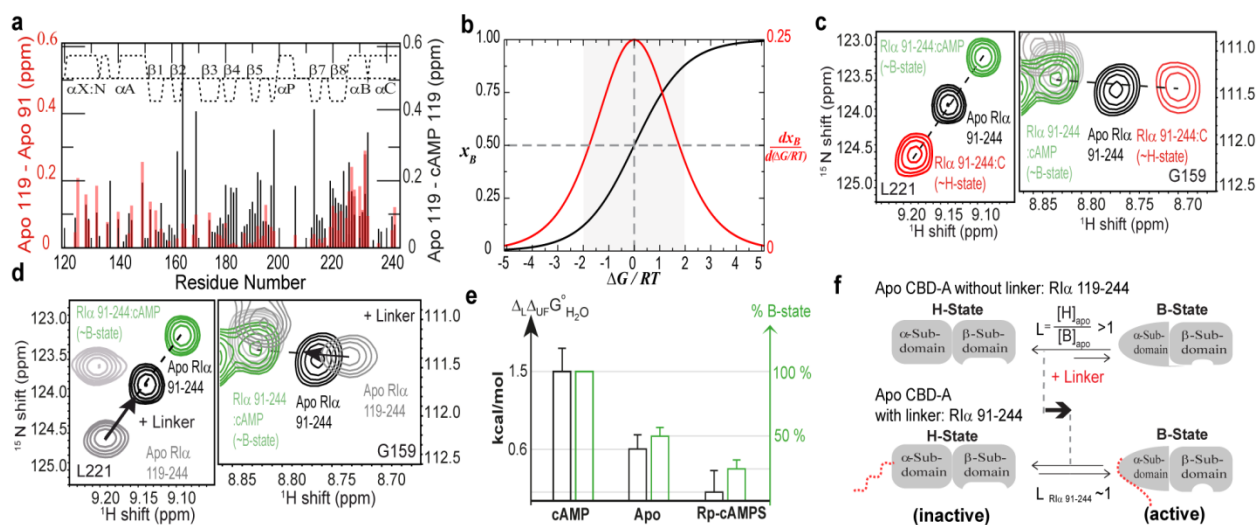 a
Apo 119 - Apo 91 (ppm)
0.6
0.4
0.2
0
αX:N αA β1 β2 β3 β4 β5 αP β7 β8 αB αC
0.6
0.4
0.2
0
Apo 119 - cAMP 119 (ppm)
120 140 160 180 200 220 240
Residue Number
b
x_B
1.00
0.75
0.50
0.25
0
0.25
0
dx_B
d(ΔG/RT)
-5 -4 -3 -2 -1 0 1 2 3 4 5
ΔG / RT
c
15 N shift (ppm)
123.0
123.5
124.0
124.5
125.0
RIα 91-244:cAMP
(~B-state)
Apo RIα
91-244
RIα 91-244:C
(~H-state)
L221
9.20 9.15 9.10
1H shift (ppm)
RIα 91-244
:cAMP
(~B-state)
Apo RIα
91-244
RIα 91-244:C
(~H-state)
G159
111.0
111.5
112.0
112.5
8.85 8.80 8.75 8.70
1H shift (ppm)
d
15 N shift (ppm)
123.0
123.5
124.0
124.5
125.0
RIα 91-244:cAMP
(~B-state)
Apo RIα
91-244
+ Linker
Apo RIα
119-244
L221
9.20 9.15 9.10
1H shift (ppm)
+ Linker
RIα 91-244
:cAMP
(~B-state)
Apo RIα
91-244
Apo RIα
119-244
G159
111.0
111.5
112.0
112.5
8.85 8.80 8.75 8.70
1H shift (ppm)
e
Δ_LΔ_UFG°_H2O
% B-state
kcal/mol
1.5
0.6
100 %
50 %
cAMP Apo Rp-cAMPS
f
Apo CBD-A without linker: RIα 119-244
H-State
α-Sub-
domain
β-Sub-
domain
L= [H]apo / [B]apo >1
B-State
α-Sub-
domain
β-Sub-
domain
+ Linker
Apo CBD-A
with linker: RIα 91-244
H-State
α-Sub-
domain
β-Sub-
domain
L RIα 91-244 ~1
B-State
α-Sub-
domain
β-Sub-
domain
(inactive)
(active)